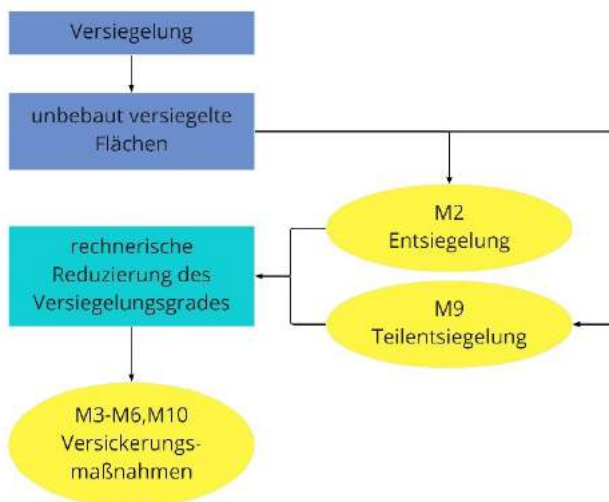 Versiegelung
unbebaut versiegelte
Flächen
M2
Entsiegelung
rechnerische
Reduzierung des
Versiegelungsgrades
M9
Teilentsiegelung
M3-M6,M10
Versickerungs-
maßnahmen